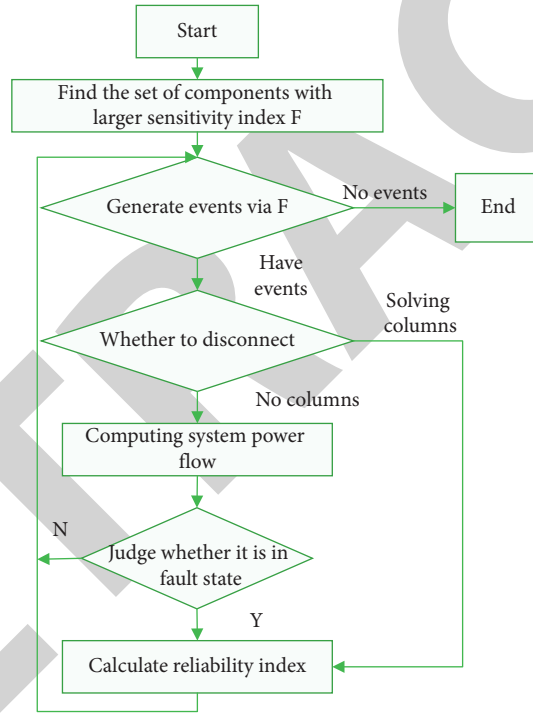 Start
Find the set of components with
larger sensitivity index F
Generate events via F
No events
End
Have
events
Solving
columns
Whether to disconnect
No columns
Computing system power
flow
N
Judge whether it is in
fault state
Y
Calculate reliability index